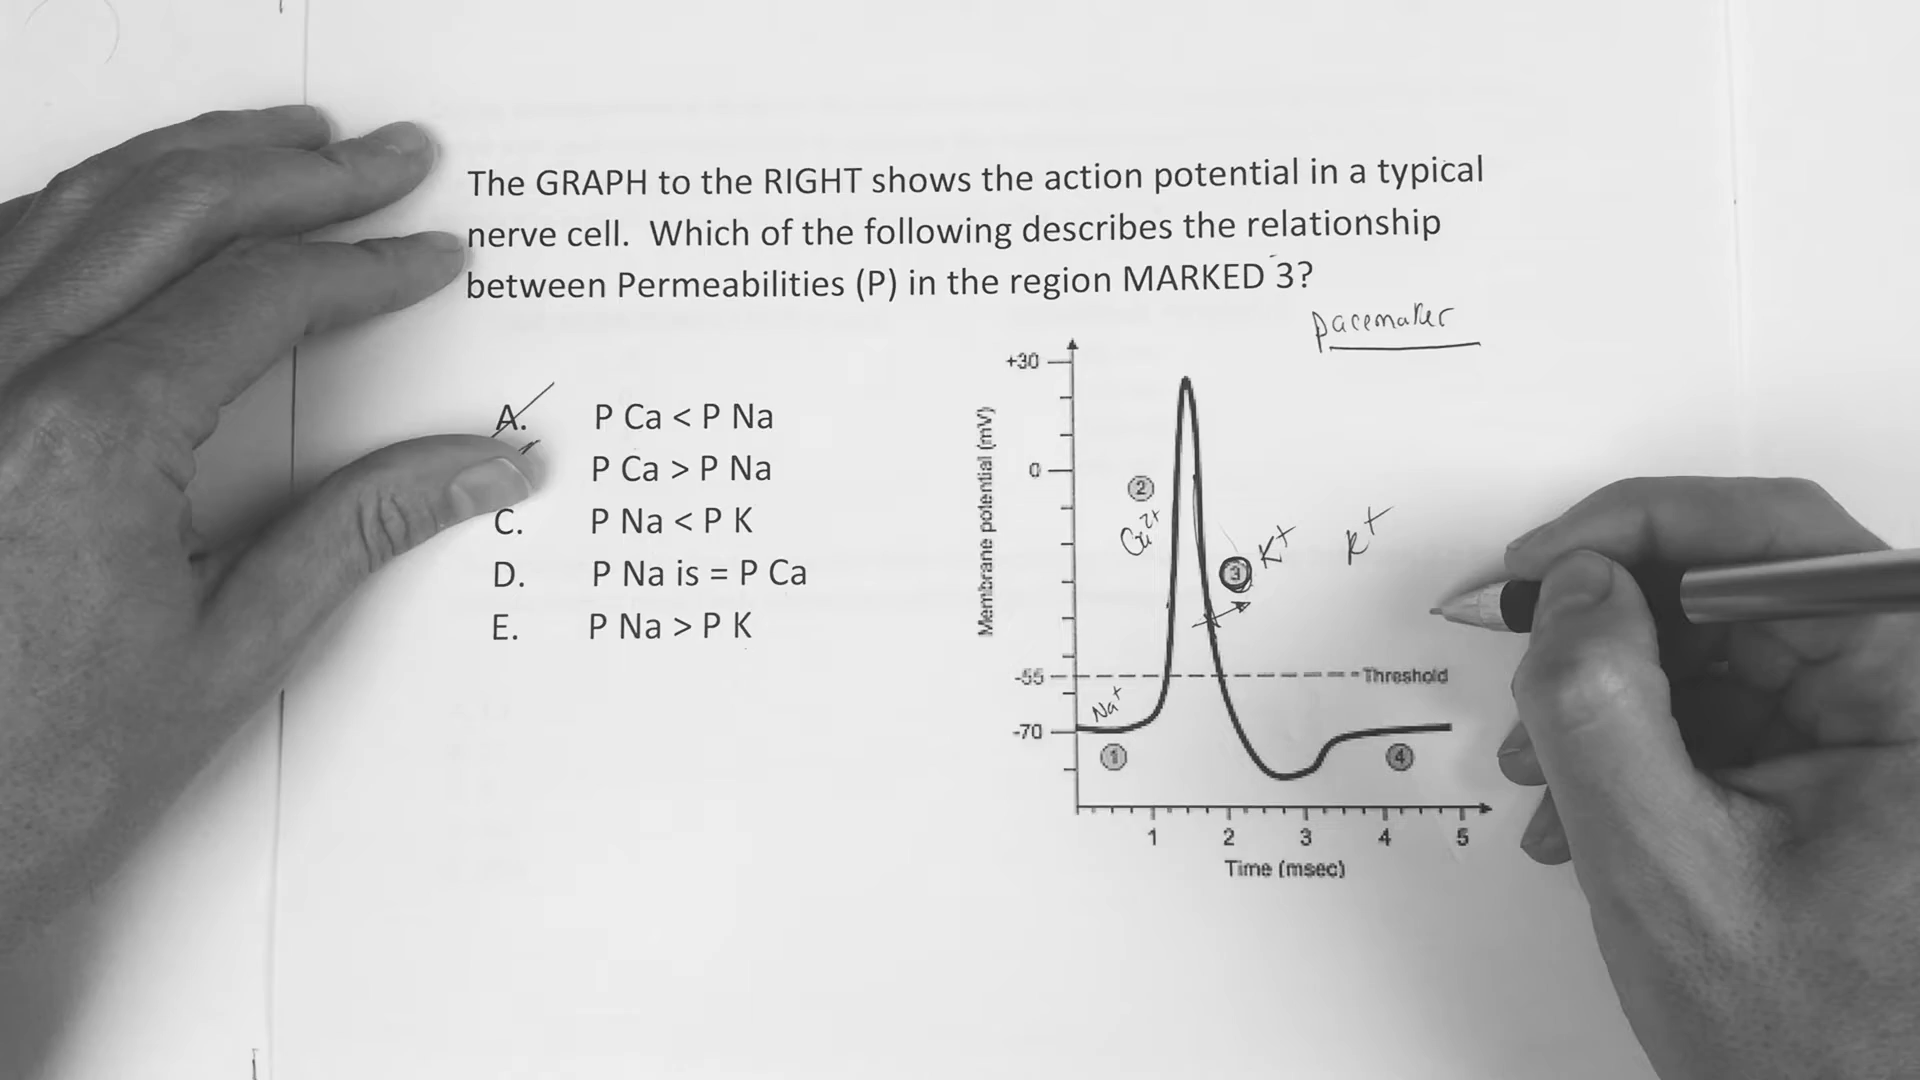 The GRAPH to the RIGHT shows the action potential in a typical
nerve cell. Which of the following describes the relationship
between Permeabilities (P) in the region MARKED 3?
pacemaker
A. P Ca < P Na
P Ca > P Na
C. P Na < P K
D. P Na is = P Ca
E. P Na > P K
Membrane potential (mV)
+30
0
-55
-70
2
Ca2+
3
K+
K+
Threshold
Na+
1
4
1 2 3 4 5
Time (msec)